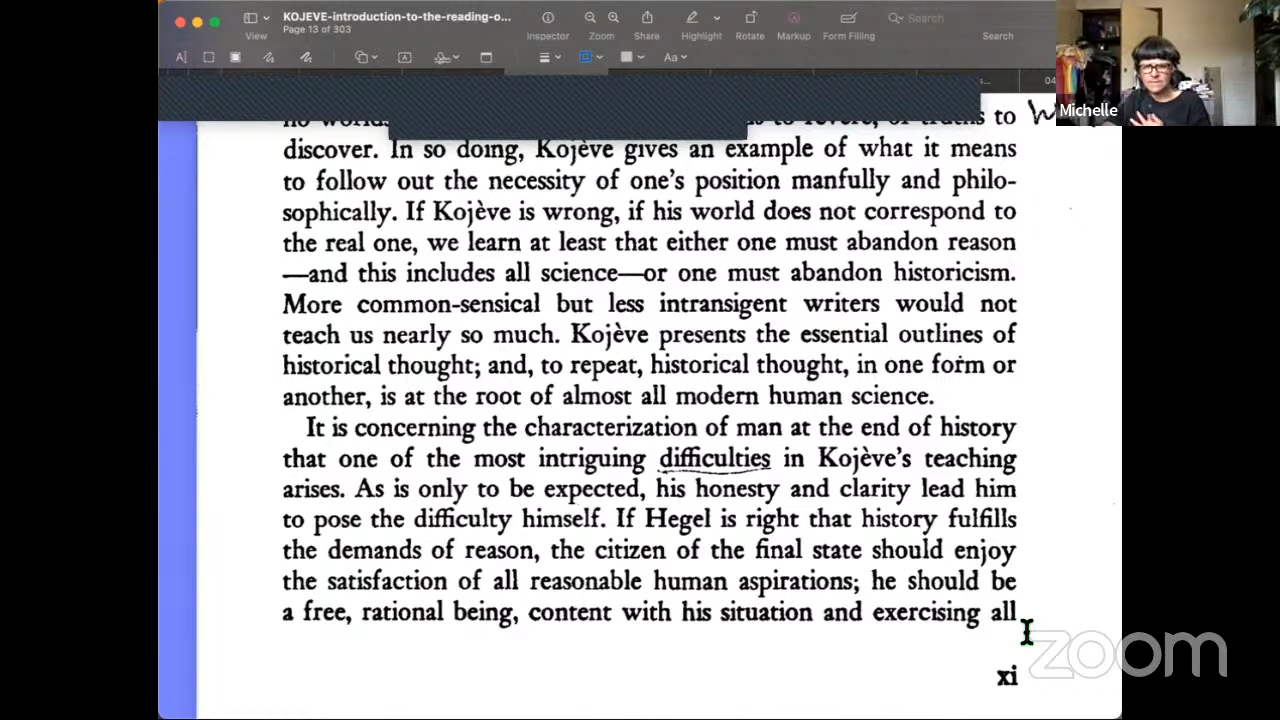 KOJEVE-introduction-to-the-reading-o...
Page 13 of 303
View
Inspector
Zoom
Share
Highlight
Rotate
Markup
Form Filling
Search
Search
04
Michelle
to
discover. In so doing, Kojève gives an example of what it means
to follow out the necessity of one's position manfully and philo-
sophically. If Kojève is wrong, if his world does not correspond to
the real one, we learn at least that either one must abandon reason
—and this includes all science—or one must abandon historicism.
More common-sensical but less intransigent writers would not
teach us nearly so much. Kojève presents the essential outlines of
historical thought; and, to repeat, historical thought, in one form or
another, is at the root of almost all modern human science.
It is concerning the characterization of man at the end of history
that one of the most intriguing difficulties in Kojève's teaching
arises. As is only to be expected, his honesty and clarity lead him
to pose the difficulty himself. If Hegel is right that history fulfills
the demands of reason, the citizen of the final state should enjoy
the satisfaction of all reasonable human aspirations; he should be
a free, rational being, content with his situation and exercising all
xi
zoom